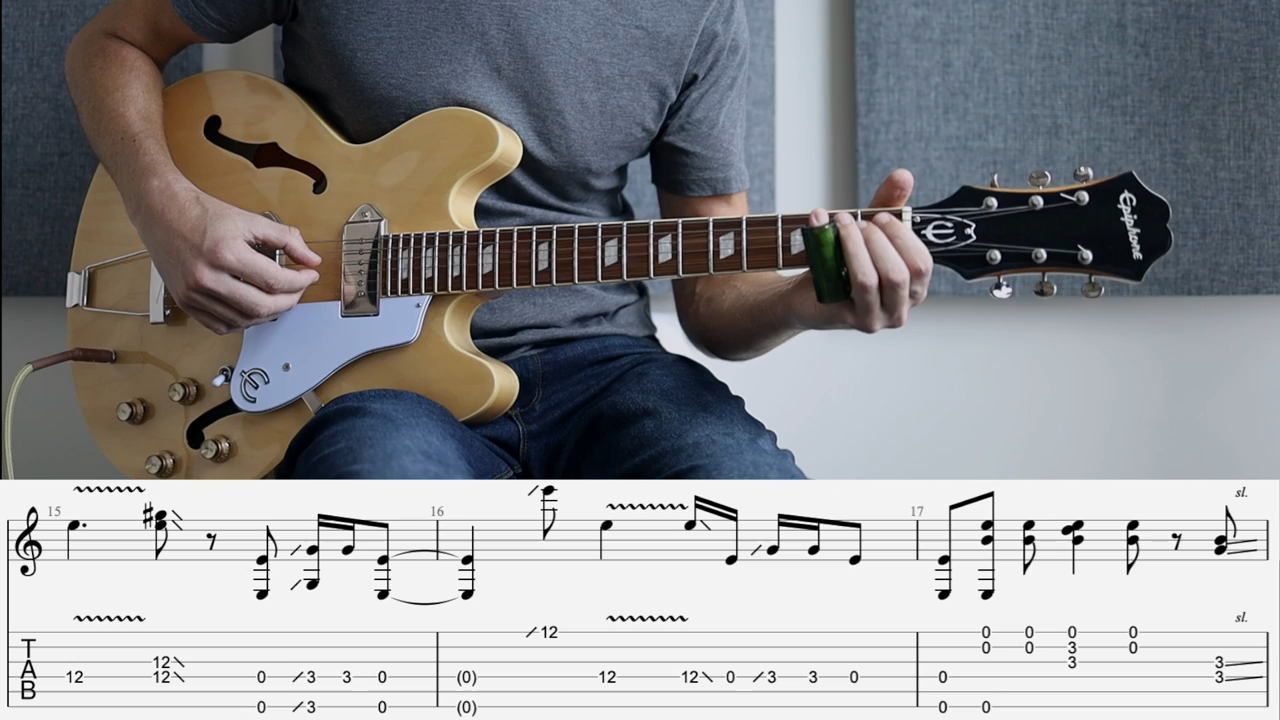 Epiphone
15 16 17
sl.
sl.
T
A
B
12 0 0 0 0
0 0 3 0
12 3 3
12 12 0 3 3 0 (0) 12 12 0 3 3 0 0 3
0 3 0 (0) 0 0